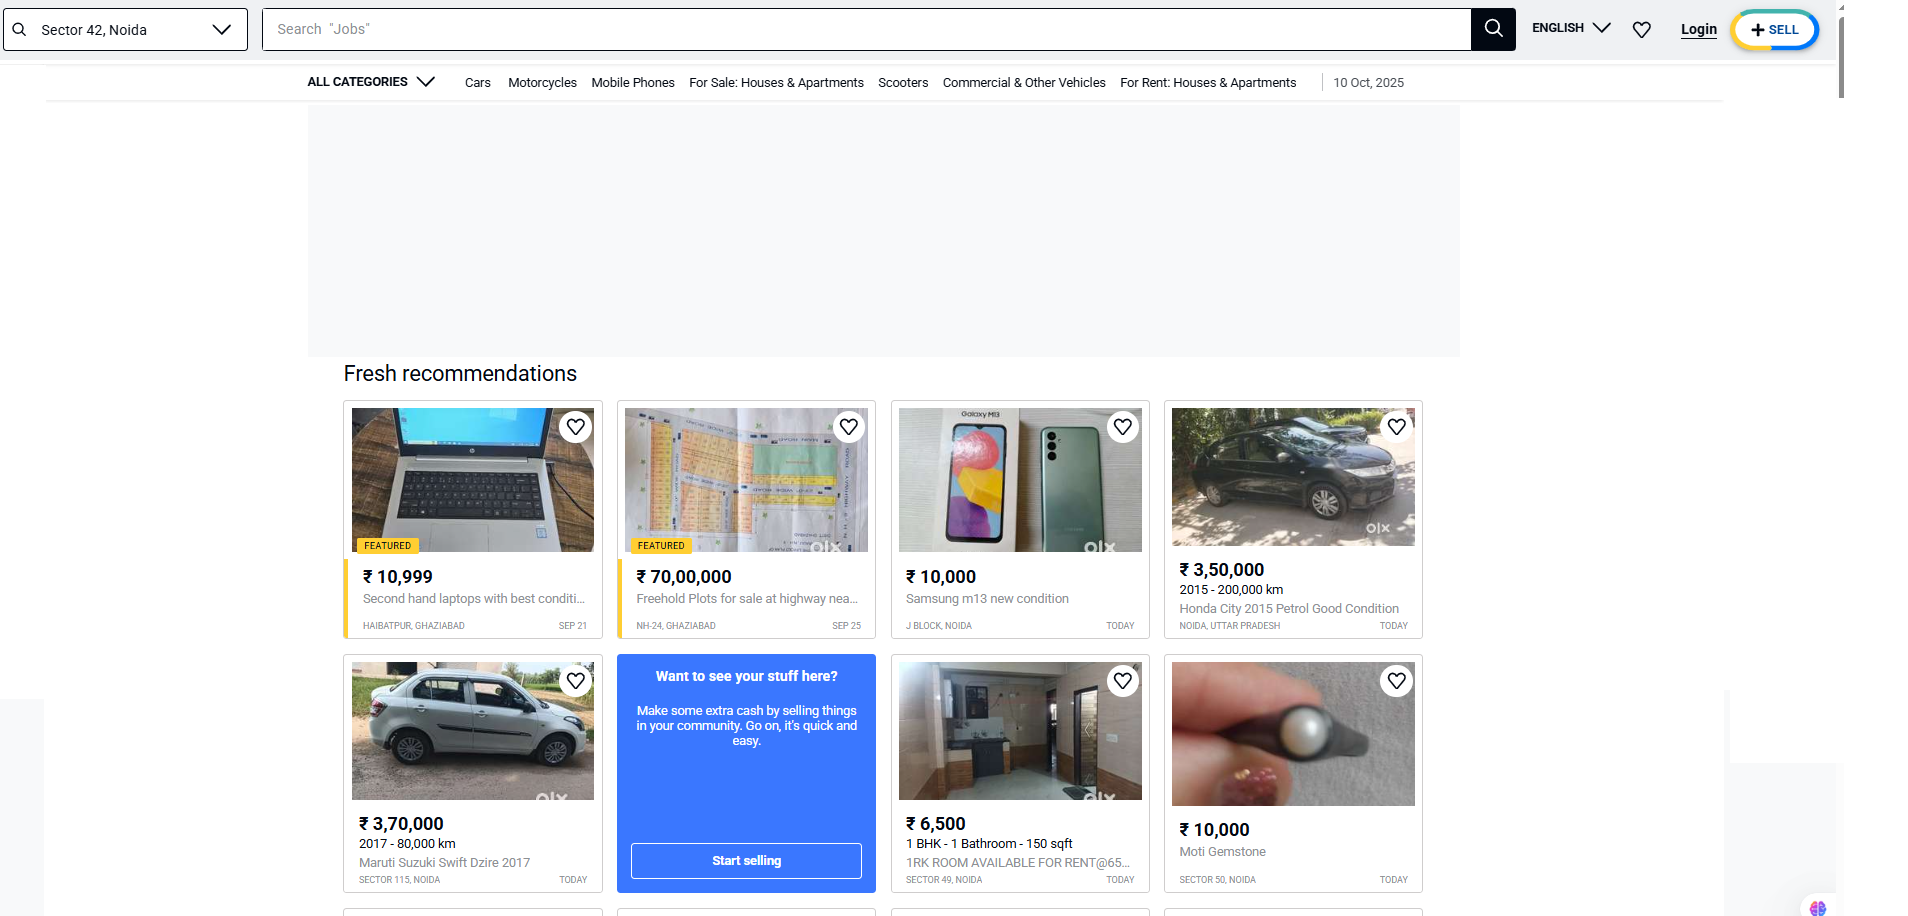 Sector 42, Noida
Search "Jobs"
ENGLISH
Login
SELL
ALL CATEGORIES
Cars
Motorcycles
Mobile Phones
For Sale: Houses & Apartments
Scooters
Commercial & Other Vehicles
For Rent: Houses & Apartments
10 Oct, 2025
Fresh recommendations
FEATURED
₹ 10,999
Second hand laptops with best conditi...
HAIBATPUR, GHAZIABAD
SEP 21
olx
FEATURED
₹ 70,00,000
Freehold Plots for sale at highway nea...
NH-24, GHAZIABAD
SEP 25
Galaxy M13
olx
₹ 10,000
Samsung m13 new condition
J BLOCK, NOIDA
TODAY
olx
₹ 3,50,000
2015 - 200,000 km
Honda City 2015 Petrol Good Condition
NOIDA, UTTAR PRADESH
TODAY
olx
₹ 3,70,000
2017 - 80,000 km
Maruti Suzuki Swift Dzire 2017
SECTOR 115, NOIDA
TODAY
Want to see your stuff here?
Make some extra cash by selling things
in your community. Go on, it's quick and
easy.
Start selling
olx
₹ 6,500
1 BHK - 1 Bathroom - 150 sqft
1RK ROOM AVAILABLE FOR RENT@65...
SECTOR 49, NOIDA
TODAY
₹ 10,000
Moti Gemstone
SECTOR 50, NOIDA
TODAY